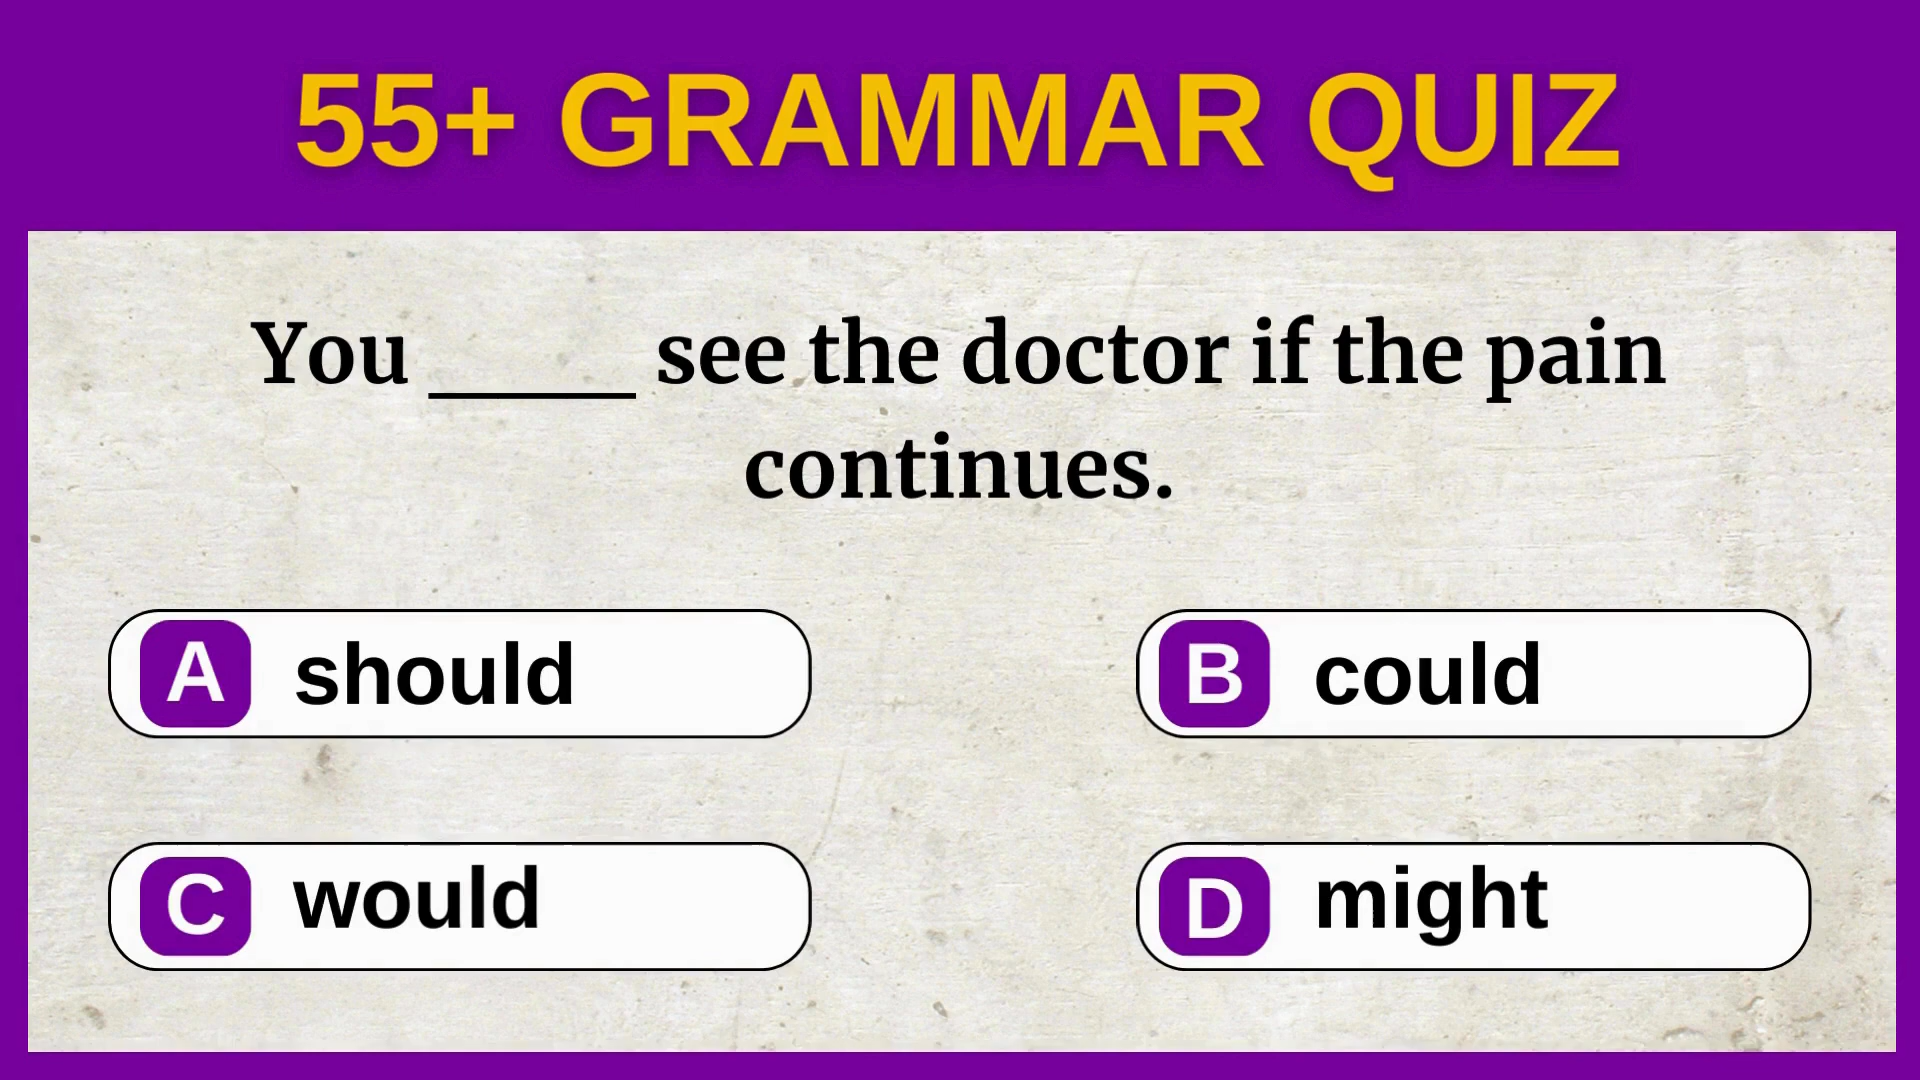 55+ GRAMMAR QUIZ
You _____ see the doctor if the pain
continues.
A should
B could
C would
D might